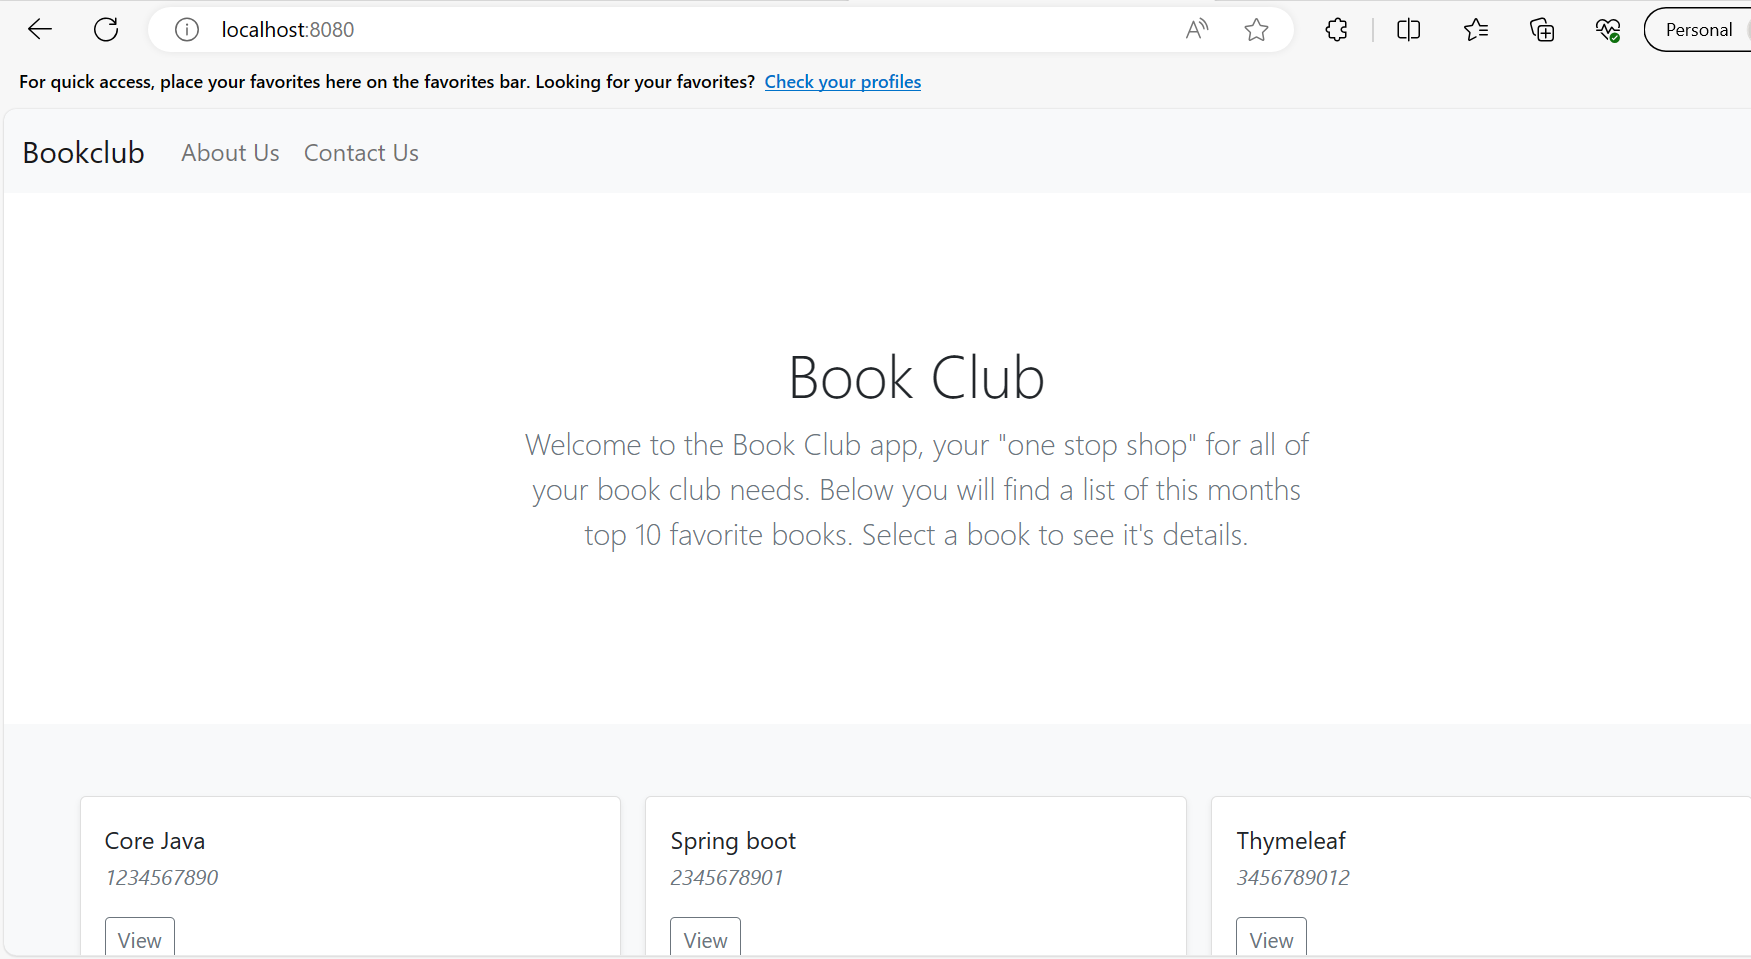 localhost:8080
Personal
For quick access, place your favorites here on the favorites bar. Looking for your favorites? Check your profiles
Bookclub About Us Contact Us
Book Club
Welcome to the Book Club app, your "one stop shop" for all of
your book club needs. Below you will find a list of this months
top 10 favorite books. Select a book to see it's details.
Core Java
1234567890
View
Spring boot
2345678901
View
Thymeleaf
3456789012
View